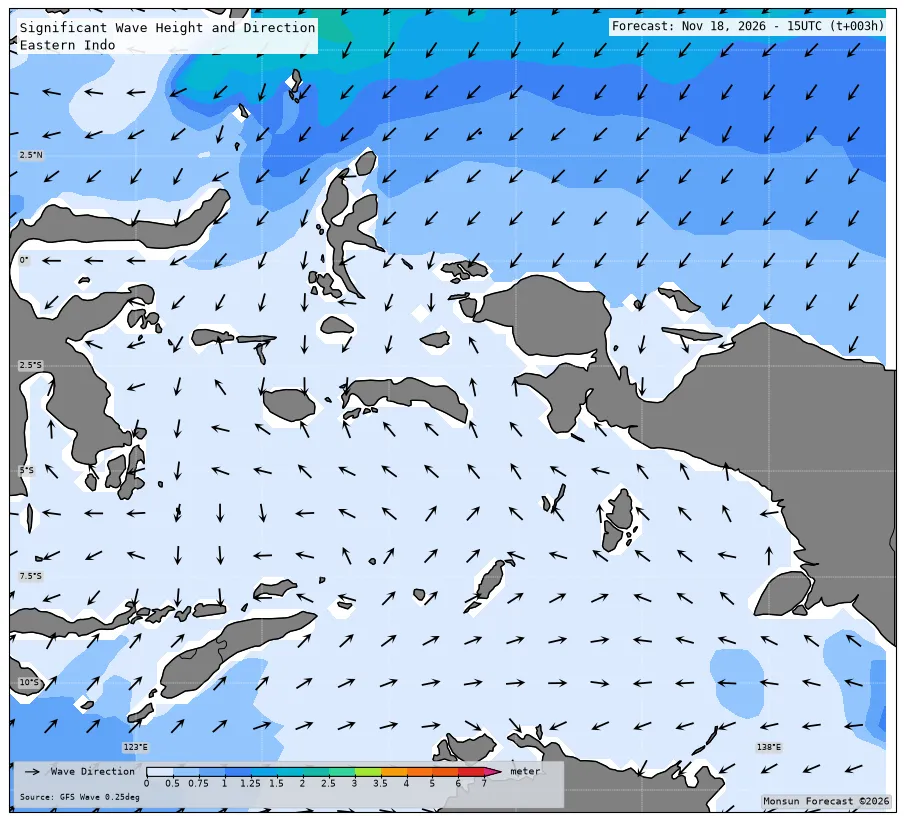 Significant Wave Height and Direction
Eastern Indo
Forecast: Nov 18, 2026 - 15UTC (t+003h)
2.5°N
0°
2.5°S
5°S
7.5°S
10°S
123°E
138°E
Wave Direction
0 0.5 0.75 1 1.25 1.5 2 2.5 3 3.5 4 5 6 7
meter
Source: GFS Wave 0.25deg
Monsun Forecast ©2026